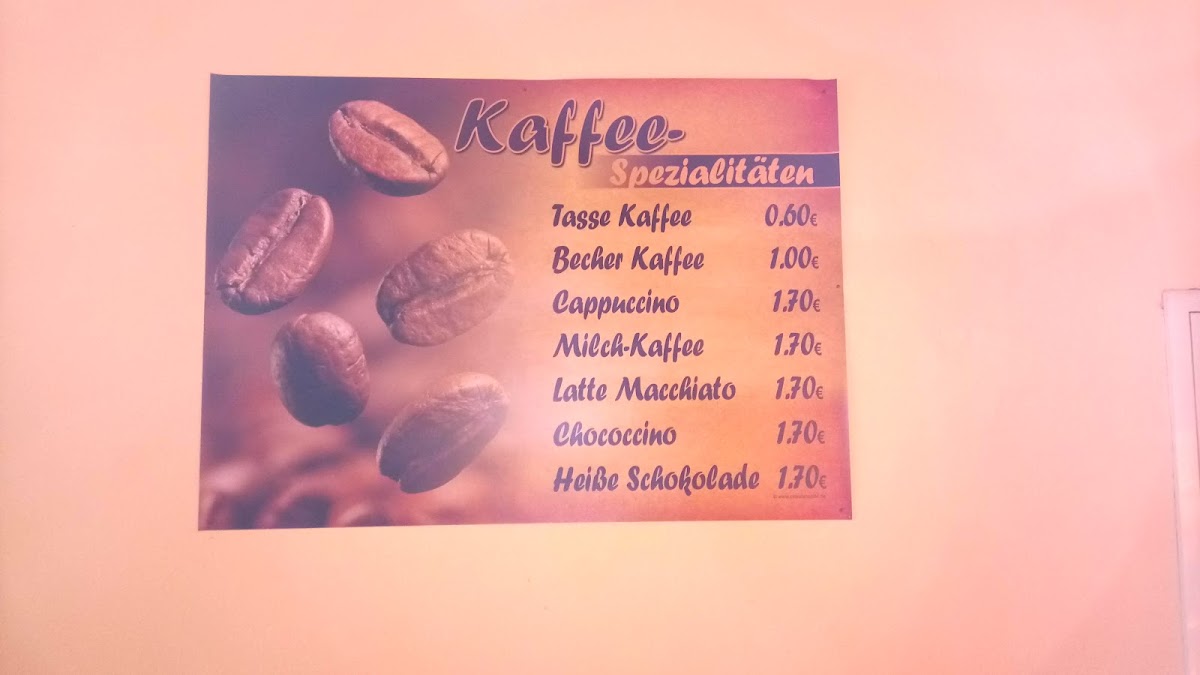 Kaffee-
Spezialitäten
Tasse Kaffee 0.60€
Becher Kaffee 1.00€
Cappuccino 1.70€
Milch-Kaffee 1.70€
Latte Macchiato 1.70€
Chococcino 1.70€
Heiße Schokolade 1.70€